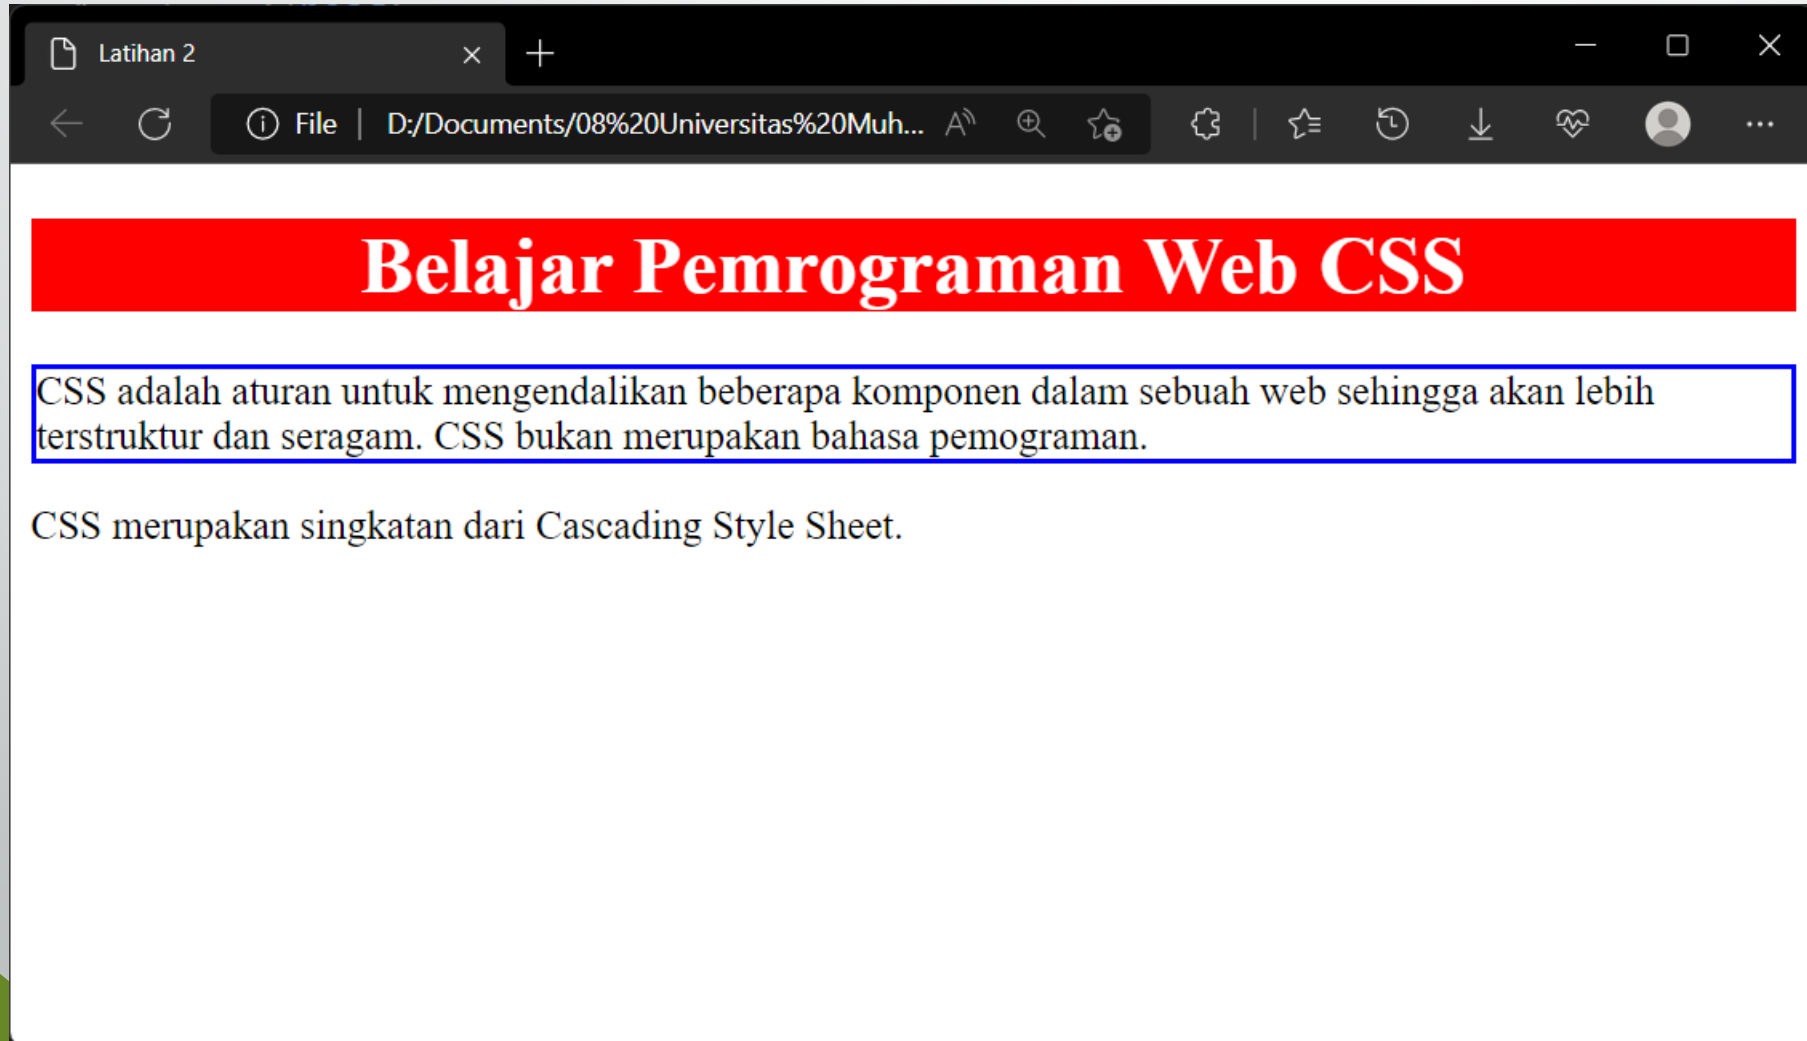 Latihan 2
File | D:/Documents/08%20Universitas%20Muh...
Belajar Pemrograman Web CSS
CSS adalah aturan untuk mengendalikan beberapa komponen dalam sebuah web sehingga akan lebih
terstruktur dan seragam. CSS bukan merupakan bahasa pemograman.
CSS merupakan singkatan dari Cascading Style Sheet.